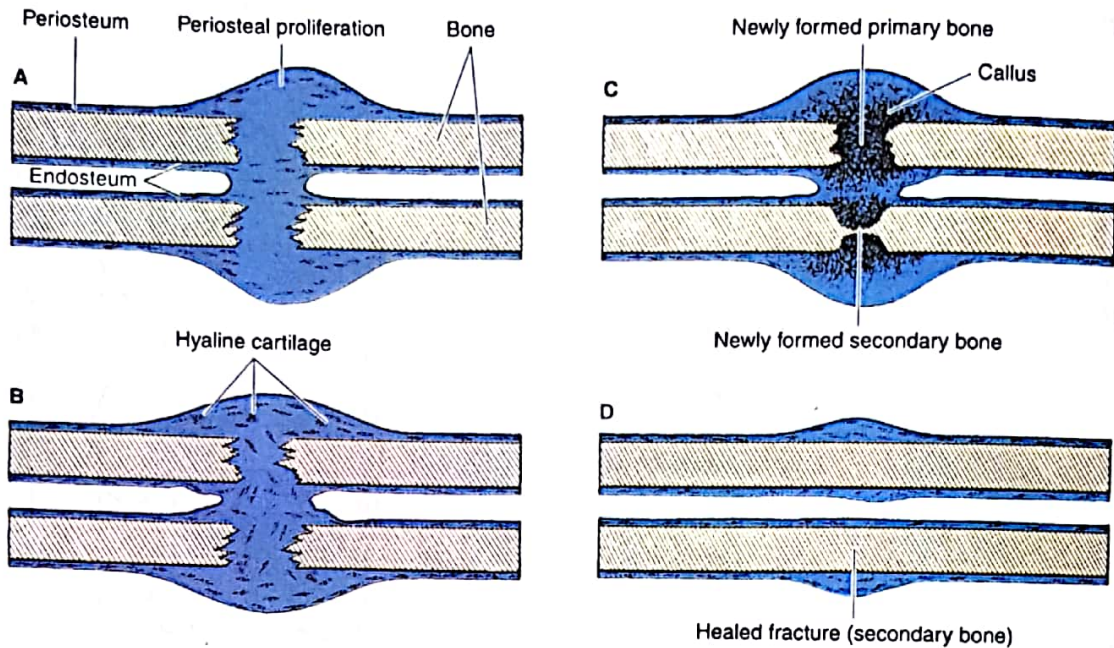 Periosteum
Periosteal proliferation
Bone
A
Endosteum
Hyaline cartilage
B
Newly formed primary bone
C
Callus
Newly formed secondary bone
D
Healed fracture (secondary bone)